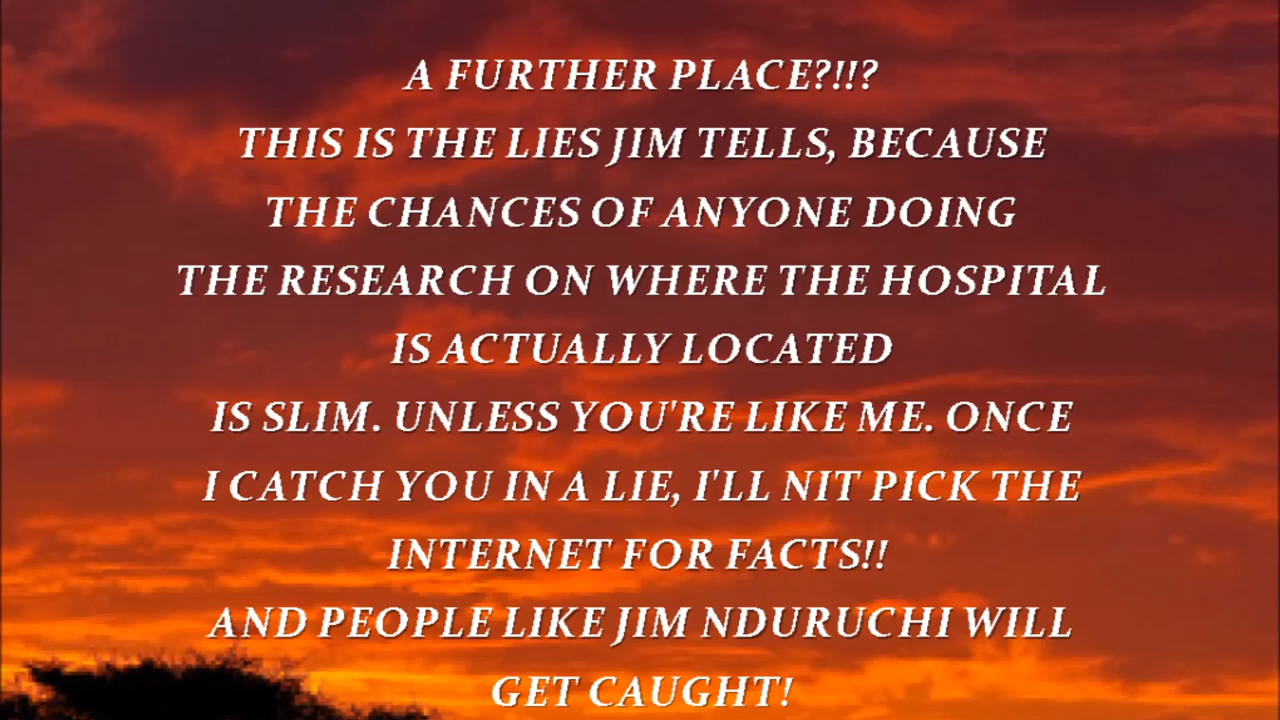 A FURTHER PLACE?!!?
THIS IS THE LIES JIM TELLS, BECAUSE
THE CHANCES OF ANYONE DOING
THE RESEARCH ON WHERE THE HOSPITAL
IS ACTUALLY LOCATED
IS SLIM. UNLESS YOU'RE LIKE ME. ONCE
I CATCH YOU IN A LIE, I'LL NIT PICK THE
INTERNET FOR FACTS!!
AND PEOPLE LIKE JIM NDURUCHI WILL
GET CAUGHT!